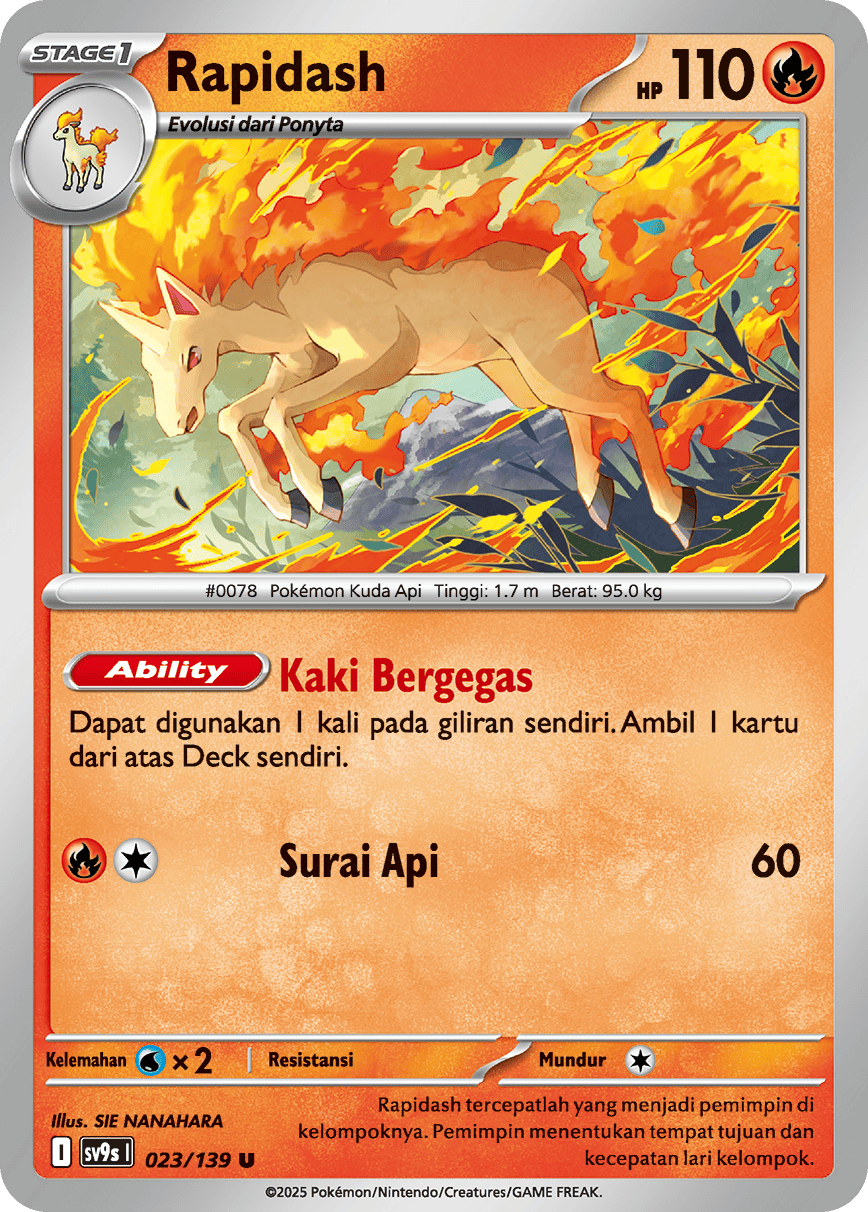 STAGE1 Rapidash HP 110
Evolusi dari Ponyta
#0078 Pokémon Kuda Api Tinggi: 1.7 m Berat: 95.0 kg
Ability Kaki Bergegas
Dapat digunakan 1 kali pada giliran sendiri. Ambil 1 kartu
dari atas Deck sendiri.
Surai Api 60
Kelemahan ×2 Resistansi Mundur
Illus. SIE NANAHARA
Rapidash tercepatlah yang menjadi pemimpin di
kelompoknya. Pemimpin menentukan tempat tujuan dan
kecepatan lari kelompok.
I SV9s I 023/139 U
©2025 Pokémon/Nintendo/Creatures/GAME FREAK.